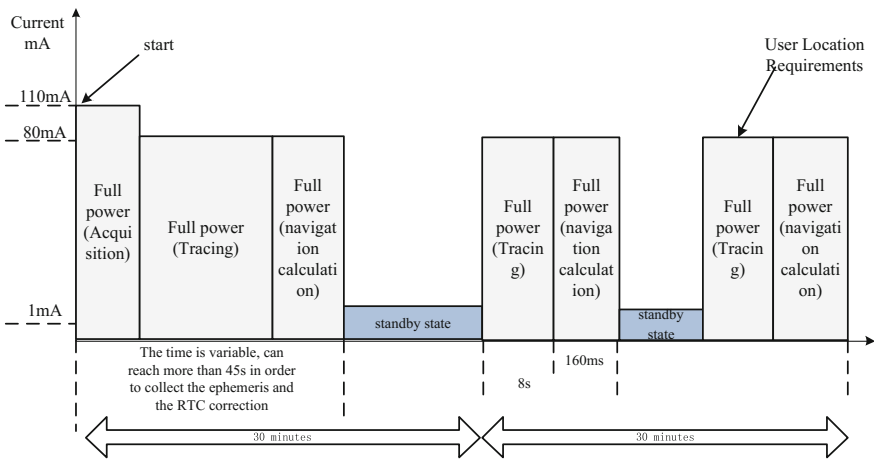 Current
mA
start
User Location
Requirements
110mA
80mA
1mA
Full
power
(Acqui
sition)
Full power
(Tracing)
Full
power
(navigat
ion
calculati
on)
standby state
Full
power
(Tracin
g)
Full
power
(naviga
tion
calculat
ion)
standby
state
Full
power
(Tracin
g)
Full
power
(navigati
on
calculati
on)
The time is variable, can
reach more than 45s in order
to collect the ephemeris and
the RTC correction
8s
160ms
30 minutes
30 minutes